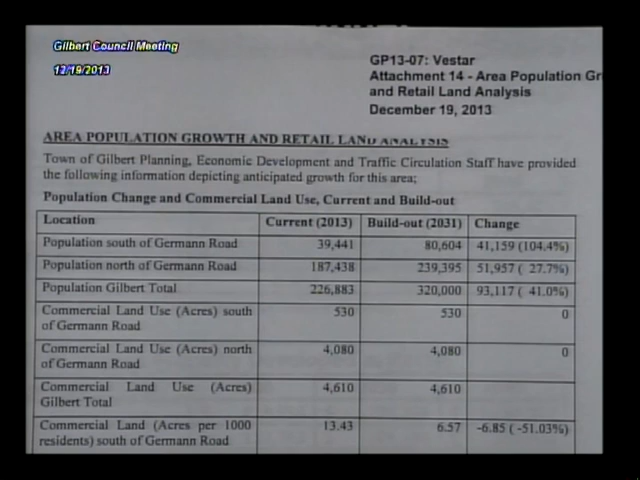 Gilbert Council Meeting
12/19/2013
GP13-07: Vestar
Attachment 14 - Area Population Gr
and Retail Land Analysis
December 19, 2013
AREA POPULATION GROWTH AND RETAIL LAND ANALYSIS
Town of Gilbert Planning, Economic Development and Traffic Circulation Staff have provided
the following information depicting anticipated growth for this area;
Population Change and Commercial Land Use, Current and Build-out
Location Current (2013) Build-out (2031) Change
Population south of Germann Road 39,441 80,604 41,159 (104.4%)
Population north of Germann Road 187,438 239,395 51,957 ( 27.7%)
Population Gilbert Total 226,883 320,000 93,117 ( 41.0%)
Commercial Land Use (Acres) south 530 530 0
of Germann Road
Commercial Land Use (Acres) north 4,080 4,080 0
of Germann Road
Commercial Land Use (Acres) 4,610 4,610
Gilbert Total
Commercial Land (Acres per 1000 13.43 6.57 -6.85 ( -51.03%)
residents) south of Germann Road